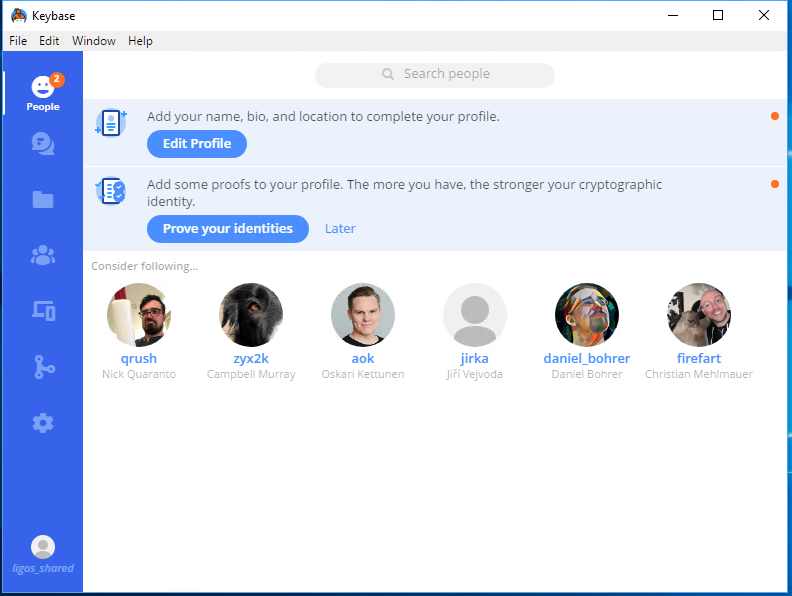 Keybase
File Edit Window Help
2
People
Search people
Add your name, bio, and location to complete your profile.
Edit Profile
Add some proofs to your profile. The more you have, the stronger your cryptographic
identity.
Prove your identities Later
Consider following...
qrush zyx2k aok jirka daniel_bohrer firefart
Nick Quaranto Campbell Murray Oskari Kettunen Jiří Vejvoda Daniel Bohrer Christian Mehlmauer
ligos_shared